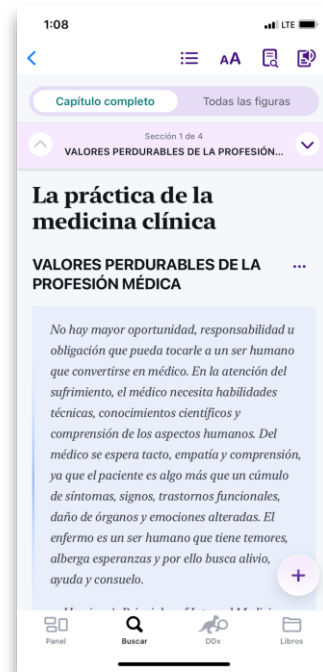 1:08
LTE
AA
Capítulo completo
Todas las figuras
Sección 1 de 4
VALORES PERDURABLES DE LA PROFESIÓN...
La práctica de la
medicina clínica
VALORES PERDURABLES DE LA
PROFESIÓN MÉDICA
...
No hay mayor oportunidad, responsabilidad u
obligación que pueda tocarle a un ser humano
que convertirse en médico. En la atención del
sufrimiento, el médico necesita habilidades
técnicas, conocimientos científicos y
comprensión de los aspectos humanos. Del
médico se espera tacto, empatía y comprensión,
ya que el paciente es algo más que un cúmulo
de síntomas, signos, trastornos funcionales,
daño de órganos y emociones alteradas. El
enfermo es un ser humano que tiene temores,
alberga esperanzas y por ello busca alivio,
ayuda y consuelo.
Panel
Buscar
DDx
Libros